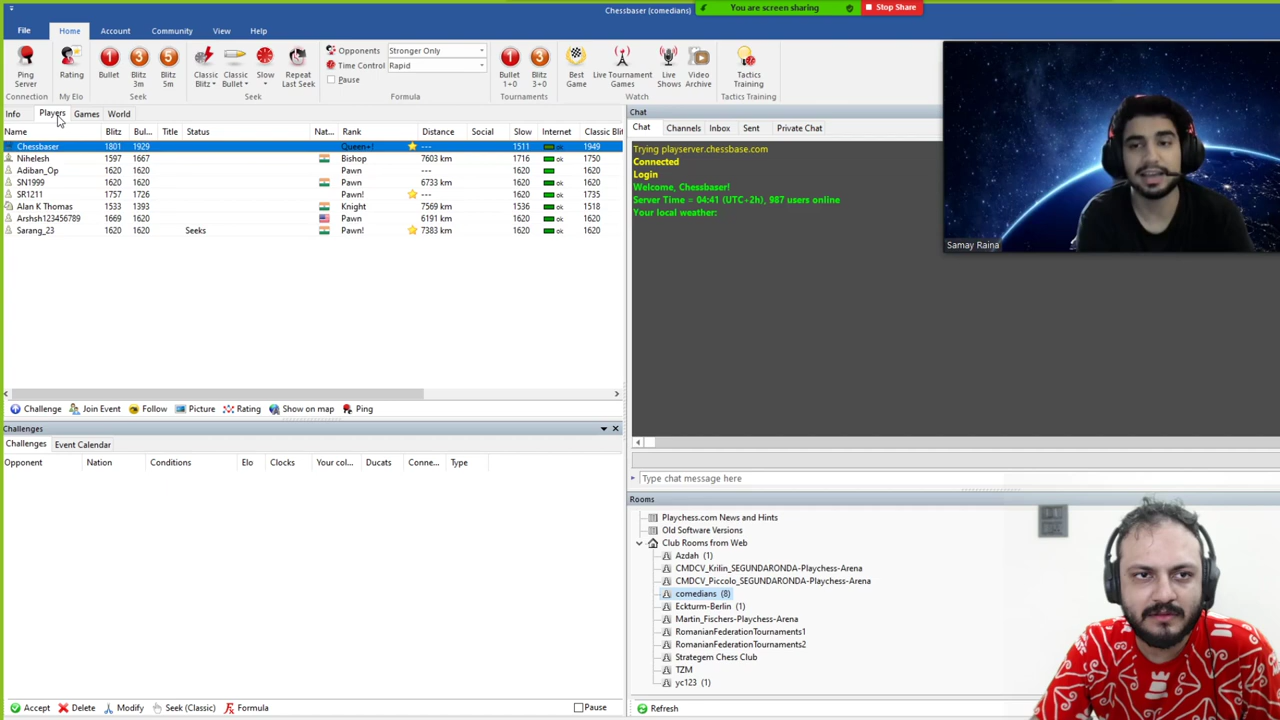 Chessbaser (comedians)
You are screen sharing
Stop Share
File Home Account Community View Help
Ping Server
Rating
Bullet
Blitz 3m
Blitz 5m
Classic Blitz
Classic Bullet
Slow
Repeat Last Seek
Opponents Stronger Only
Time Control Rapid
Pause
Bullet 1+0
Blitz 3+0
Best Game
Live Tournament Games
Live Shows
Video Archive
Tactics Training
Connection My Elo Seek Seek Formula Tournaments Watch Tactics Training
Info Players Games World
Name Blitz Bul... Title Status Nat... Rank Distance Social Slow Internet Classic Blit
Chessbaser 1801 1929 Queen+! --- 1511 ok 1949
Nihelesh 1597 1667 Bishop 7603 km 1716 ok 1750
Adiban_Op 1620 1620 Pawn --- 1620 ok 1620
SN1999 1620 1620 Pawn 6733 km 1620 ok 1620
SR1211 1757 1726 Pawn! --- 1620 ok 1735
Alan K Thomas 1533 1393 Knight 7569 km 1536 ok 1518
Arshsh123456789 1669 1620 Pawn 6191 km 1620 ok 1620
Sarang_23 1620 1620 Seeks Pawn! 7383 km 1620 ok 1620
Challenge Join Event Follow Picture Rating Show on map Ping
Challenges
Challenges Event Calendar
Opponent Nation Conditions Elo Clocks Your col... Ducats Conne... Type
Accept Delete Modify Seek (Classic) Formula Pause
Chat
Chat Channels Inbox Sent Private Chat
Trying playserver.chessbase.com
Connected
Login
Welcome, Chessbaser!
Server Time = 04:41 (UTC+2h), 987 users online
Your local weather:
Type chat message here
Rooms
Playchess.com News and Hints
Old Software Versions
Club Rooms from Web
Azdah (1)
CMDCV_Krilin_SEGUNDARONDA-Playchess-Arena
CMDCV_Piccolo_SEGUNDARONDA-Playchess-Arena
comedians (8)
Eckturm-Berlin (1)
Martin_Fischers-Playchess-Arena
RomanianFederationTournaments1
RomanianFederationTournaments2
Strategem Chess Club
TZM
yc123 (1)
Refresh
Samay Raina